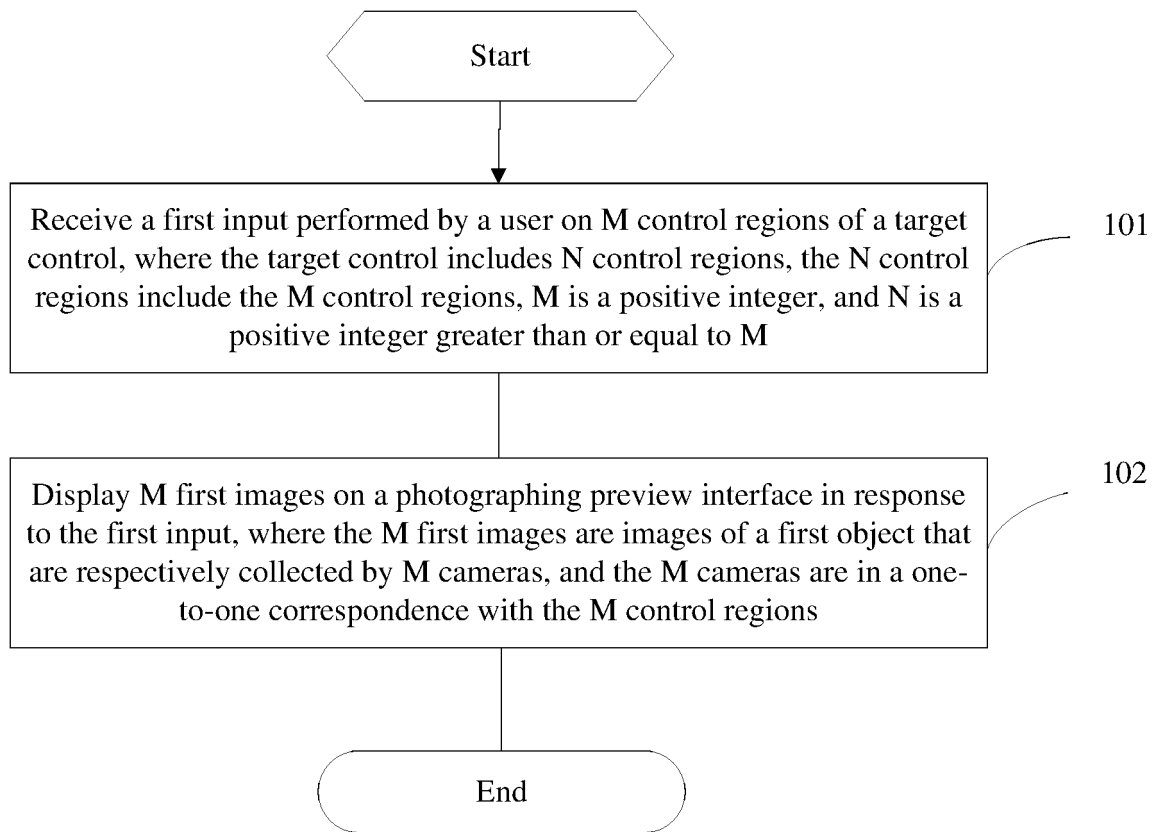 Start
Receive a first input performed by a user on M control regions of a target
control, where the target control includes N control regions, the N control
regions include the M control regions, M is a positive integer, and N is a
positive integer greater than or equal to M
101
Display M first images on a photographing preview interface in response
to the first input, where the M first images are images of a first object that
are respectively collected by M cameras, and the M cameras are in a one-
to-one correspondence with the M control regions
102
End